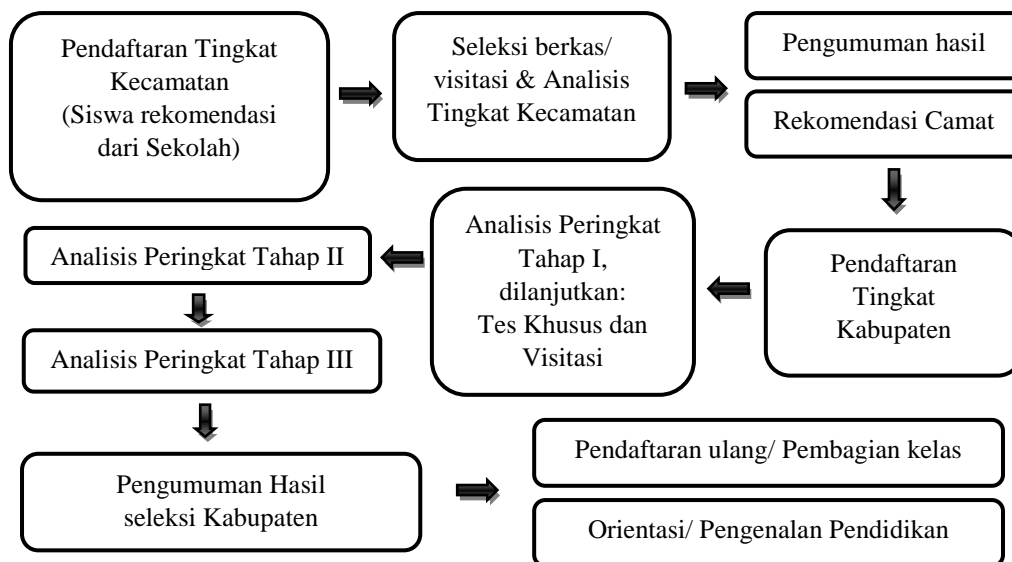 Pendaftaran Tingkat
Kecamatan
(Siswa rekomendasi
dari Sekolah)
Seleksi berkas/
visitasi & Analisis
Tingkat Kecamatan
Pengumuman hasil
Rekomendasi Camat
Pendaftaran
Tingkat
Kabupaten
Analisis Peringkat
Tahap I,
dilanjutkan:
Tes Khusus dan
Visitasi
Analisis Peringkat Tahap II
Analisis Peringkat Tahap III
Pengumuman Hasil
seleksi Kabupaten
Pendaftaran ulang/ Pembagian kelas
Orientasi/ Pengenalan Pendidikan